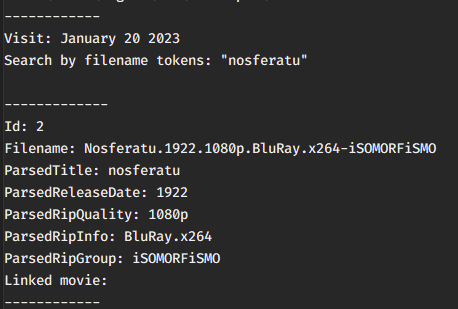 ------------
Visit: January 20 2023
Search by filename tokens: "nosferatu"
-------------
Id: 2
Filename: Nosferatu.1922.1080p.BluRay.x264-iSOMORFiSMO
ParsedTitle: nosferatu
ParsedReleaseDate: 1922
ParsedRipQuality: 1080p
ParsedRipInfo: BluRay.x264
ParsedRipGroup: iSOMORFiSMO
Linked movie:
------------